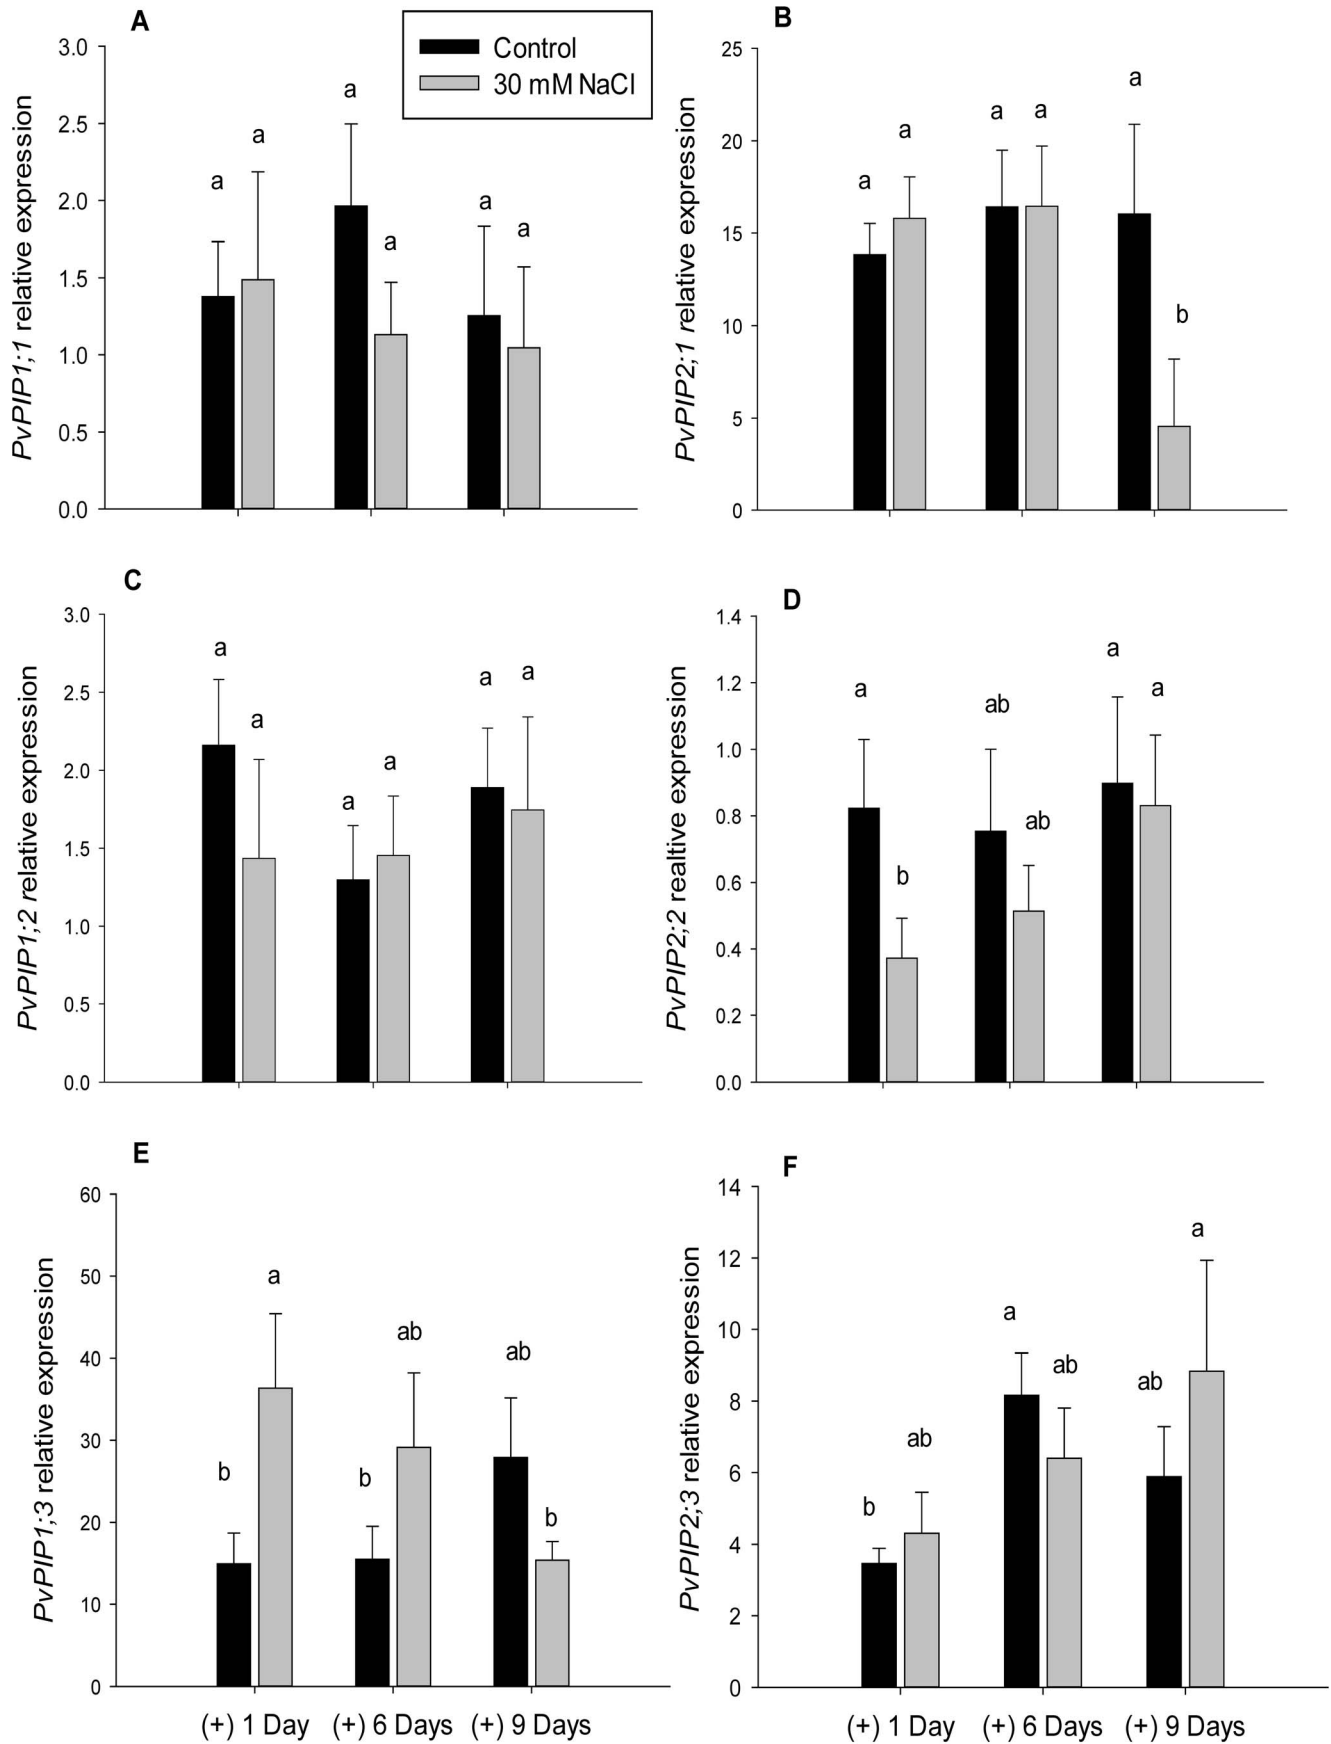 A
Control
30 mM NaCl
PvPIP1;1 relative expression
3.0
2.5
2.0
1.5
1.0
0.5
0.0
a
a
a
a
a
a
B
PvPIP2;1 relative expression
25
20
15
10
5
0
a
a
a
a
a
b
C
PvPIP1;2 relative expression
3.0
2.5
2.0
1.5
1.0
0.5
0.0
a
a
a
a
a
a
D
PvPIP2;2 realtive expression
1.4
1.2
1.0
0.8
0.6
0.4
0.2
0.0
a
b
ab
ab
a
a
E
PvPIP1;3 relative expression
60
50
40
30
20
10
0
b
a
b
ab
ab
b
(+) 1 Day (+) 6 Days (+) 9 Days
F
PvPIP2;3 relative expression
14
12
10
8
6
4
2
0
b
ab
a
ab
ab
a
(+) 1 Day (+) 6 Days (+) 9 Days